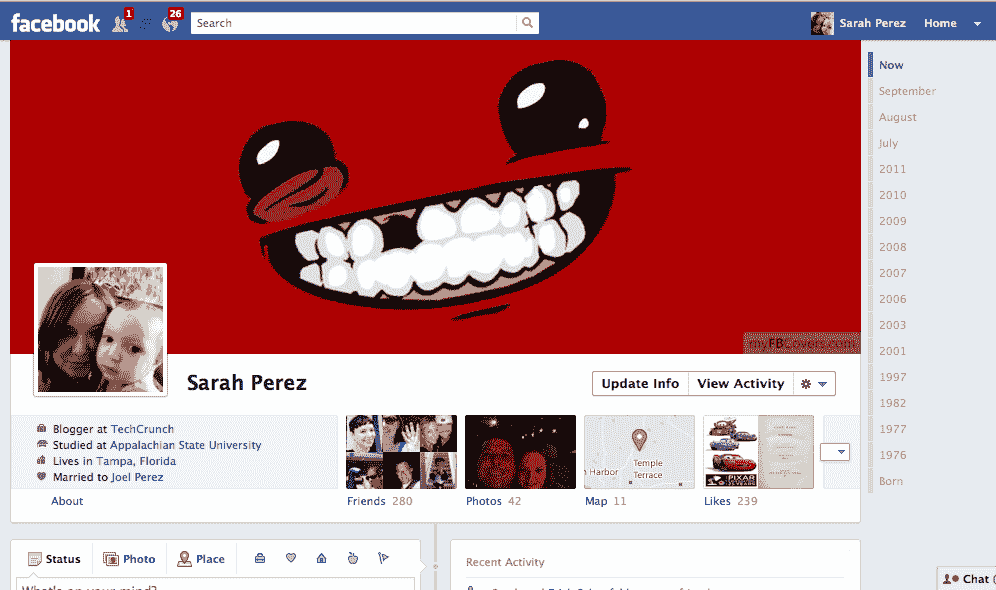 facebook
1
26
Search
Sarah Perez
Home
Now
September
August
July
2011
2010
2009
2008
2007
2006
2003
2001
1997
1982
1977
1976
Born
myFBcovers.com
Sarah Perez
Update Info
View Activity
Blogger at TechCrunch
Studied at Appalachian State University
Lives in Tampa, Florida
Married to Joel Perez
About
n Harbor
Temple
Terrace
PIXAR
Friends 280
Photos 42
Map 11
Likes 239
Status
Photo
Place
Recent Activity
What's on your mind?
Chat (